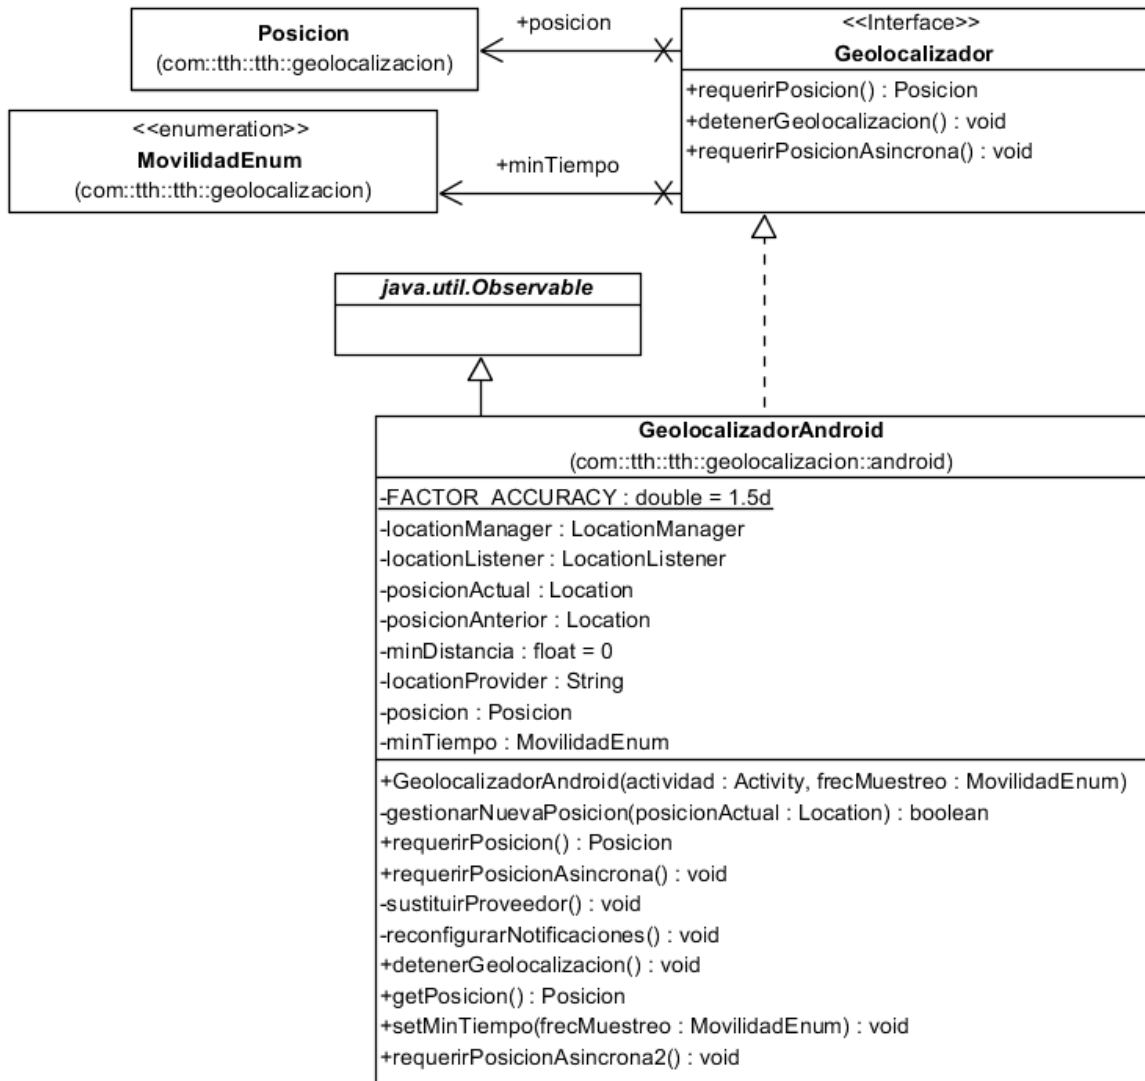 Posicion
(com::tth::tth::geolocalizacion)
+posicion
<<Interface>>
Geolocalizador
+requerirPosicion() : Posicion
+detenerGeolocalizacion() : void
+requerirPosicionAsincrona() : void
<<enumeration>>
MovilidadEnum
(com::tth::tth::geolocalizacion)
+minTiempo
java.util.Observable
GeolocalizadorAndroid
(com::tth::tth::geolocalizacion::android)
-FACTOR_ACCURACY : double = 1.5d
-locationManager : LocationManager
-locationListener : LocationListener
-posicionActual : Location
-posicionAnterior : Location
-minDistancia : float = 0
-locationProvider : String
-posicion : Posicion
-minTiempo : MovilidadEnum
+GeolocalizadorAndroid(actividad : Activity, frecMuestreo : MovilidadEnum)
-gestionarNuevaPosicion(posicionActual : Location) : boolean
+requerirPosicion() : Posicion
+requerirPosicionAsincrona() : void
-sustituirProveedor() : void
-reconfigurarNotificaciones() : void
+detenerGeolocalizacion() : void
+getPosicion() : Posicion
+setMinTiempo(frecMuestreo : MovilidadEnum) : void
+requerirPosicionAsincrona2() : void